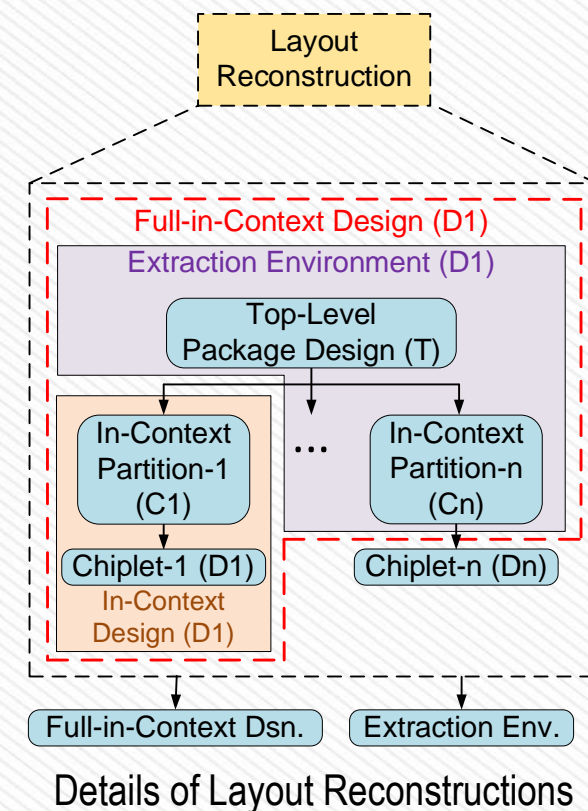 Layout
Reconstruction
Full-in-Context Design (D1)
Extraction Environment (D1)
Top-Level
Package Design (T)
In-Context
Partition-1
(C1)
...
In-Context
Partition-n
(Cn)
Chiplet-1 (D1)
Chiplet-n (Dn)
In-Context
Design (D1)
Full-in-Context Dsn.
Extraction Env.
Details of Layout Reconstructions